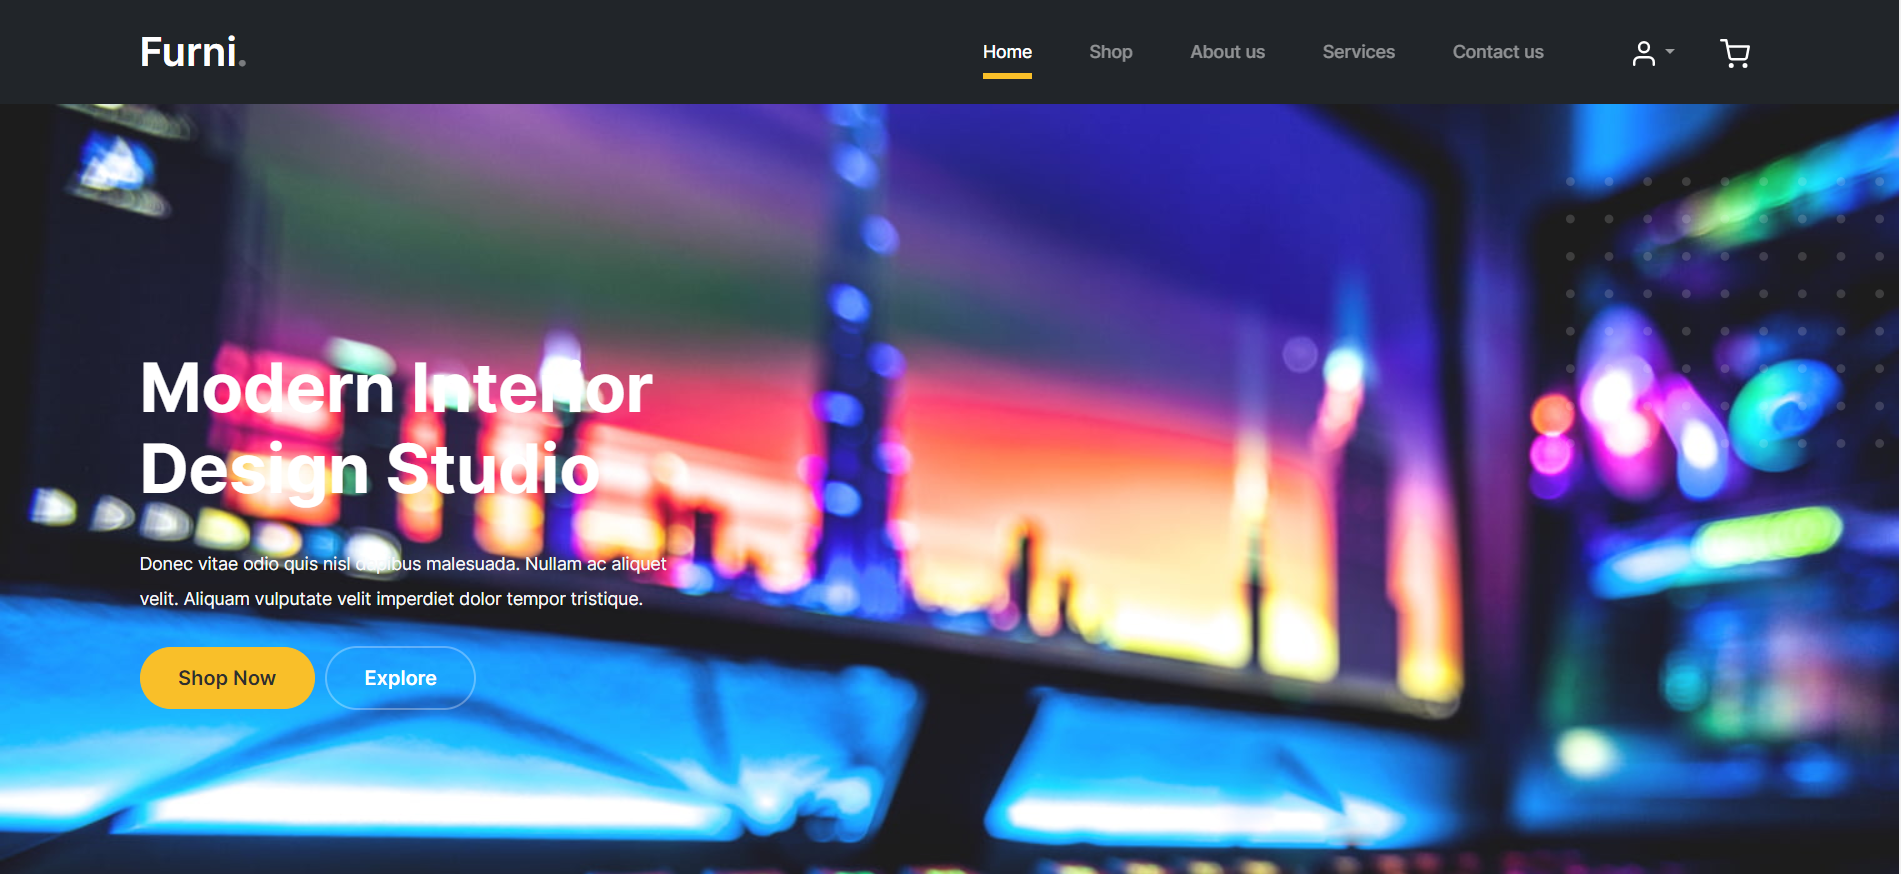 Furni.
Home Shop About us Services Contact us
Modern Interior
Design Studio
Donec vitae odio quis nisl dapibus malesuada. Nullam ac aliquet
velit. Aliquam vulputate velit imperdiet dolor tempor tristique.
Shop Now Explore